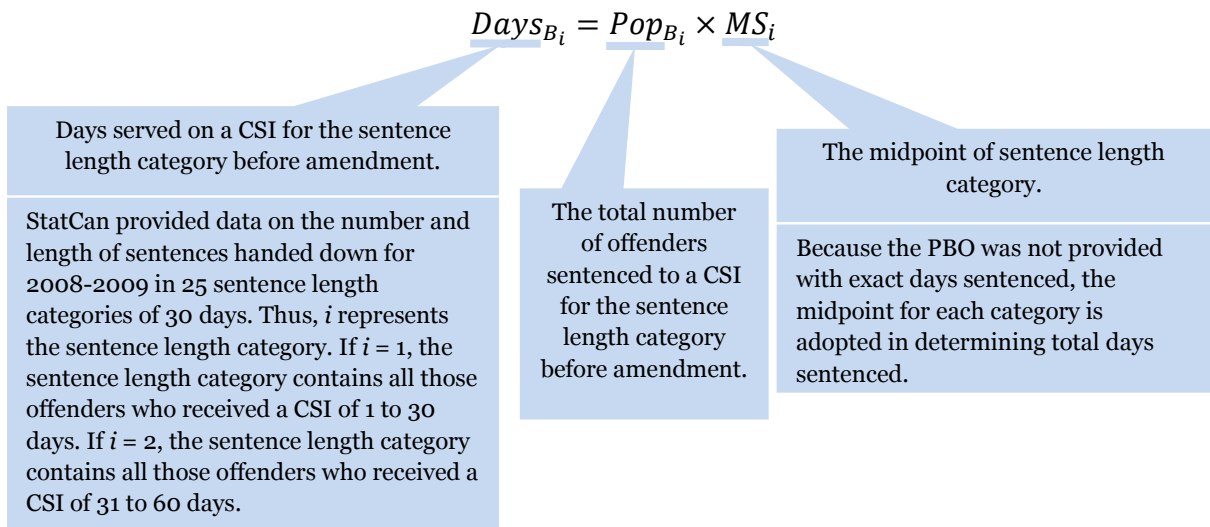 Days_{B_i} = Pop_{B_i} × MS_i
Days served on a CSI for the sentence
length category before amendment.
StatCan provided data on the number and
length of sentences handed down for
2008-2009 in 25 sentence length
categories of 30 days. Thus, i represents
the sentence length category. If i = 1, the
sentence length category contains all those
offenders who received a CSI of 1 to 30
days. If i = 2, the sentence length category
contains all those offenders who received a
CSI of 31 to 60 days.
The total number
of offenders
sentenced to a CSI
for the sentence
length category
before amendment.
The midpoint of sentence length
category.
Because the PBO was not provided
with exact days sentenced, the
midpoint for each category is
adopted in determining total days
sentenced.